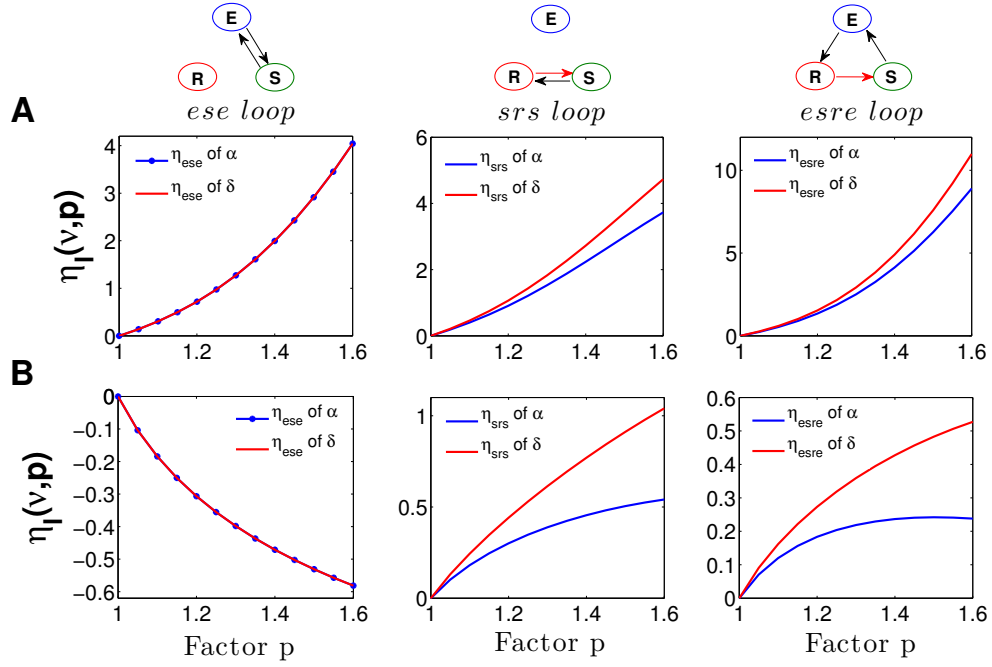 E
R
S
ese loop
E
R
S
srs loop
E
R
S
esre loop
A
η_l(ν,p)
4
3
2
1
0
η_ese of α
η_ese of δ
1
1.2
1.4
1.6
6
4
2
0
η_srs of α
η_srs of δ
1
1.2
1.4
1.6
10
5
0
η_esre of α
η_esre of δ
1
1.2
1.4
1.6
B
η_l(ν,p)
0
−0.1
−0.2
−0.3
−0.4
−0.5
−0.6
η_ese of α
η_ese of δ
1
1.2
1.4
1.6
Factor p
1
0.5
0
η_srs of α
η_srs of δ
1
1.2
1.4
1.6
Factor p
0.6
0.5
0.4
0.3
0.2
0.1
0
η_esre of α
η_esre of δ
1
1.2
1.4
1.6
Factor p